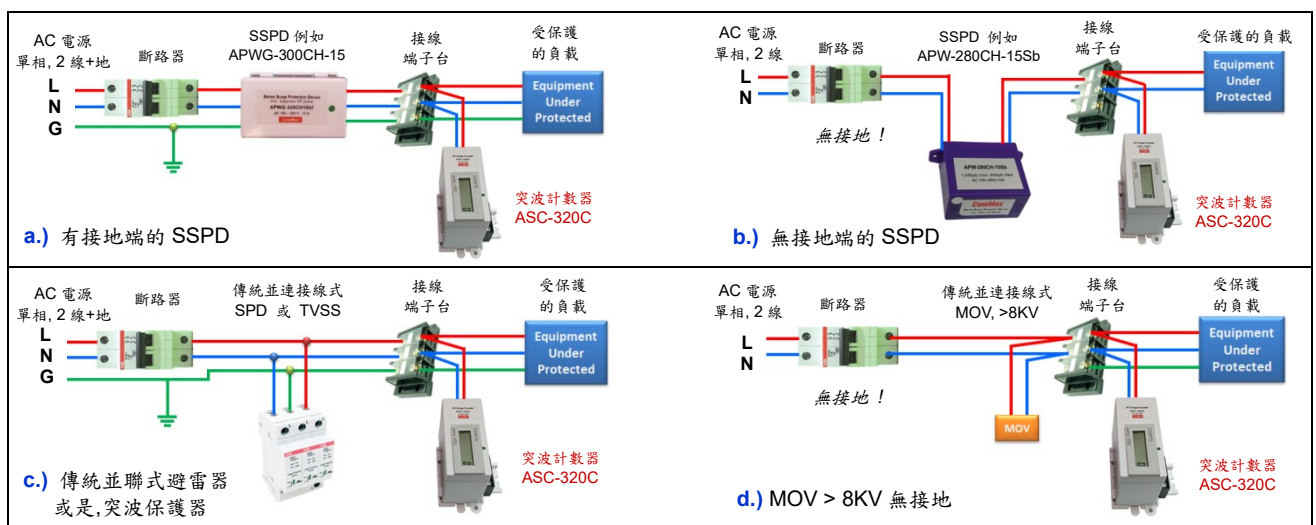 AC 電源
單相, 2 線+地
斷路器
SSPD 例如
APWG-300CH-15
接線
端子台
受保護
的負載
L
N
G
Series Surge Protection Device
APWG-320CH15bf
Equipment
Under
Protected
突波計數器
ASC-320C
a.) 有接地端的 SSPD
AC 電源
單相, 2 線
斷路器
SSPD 例如
APW-280CH-15Sb
接線
端子台
受保護的負載
L
N
無接地！
APW-280CH-15Sb
ComMax
Equipment
Under
Protected
突波計數器
ASC-320C
b.) 無接地端的 SSPD
AC 電源
單相, 2 線+地
斷路器
傳統並連接線式
SPD 或 TVSS
接線
端子台
受保護
的負載
L
N
G
Equipment
Under
Protected
突波計數器
ASC-320C
c.) 傳統並聯式避雷器
或是,突波保護器
AC 電源
單相, 2 線
斷路器
傳統並連接線式
MOV, >8KV
接線
端子台
受保護
的負載
L
N
無接地！
MOV
Equipment
Under
Protected
突波計數器
ASC-320C
d.) MOV > 8KV 無接地